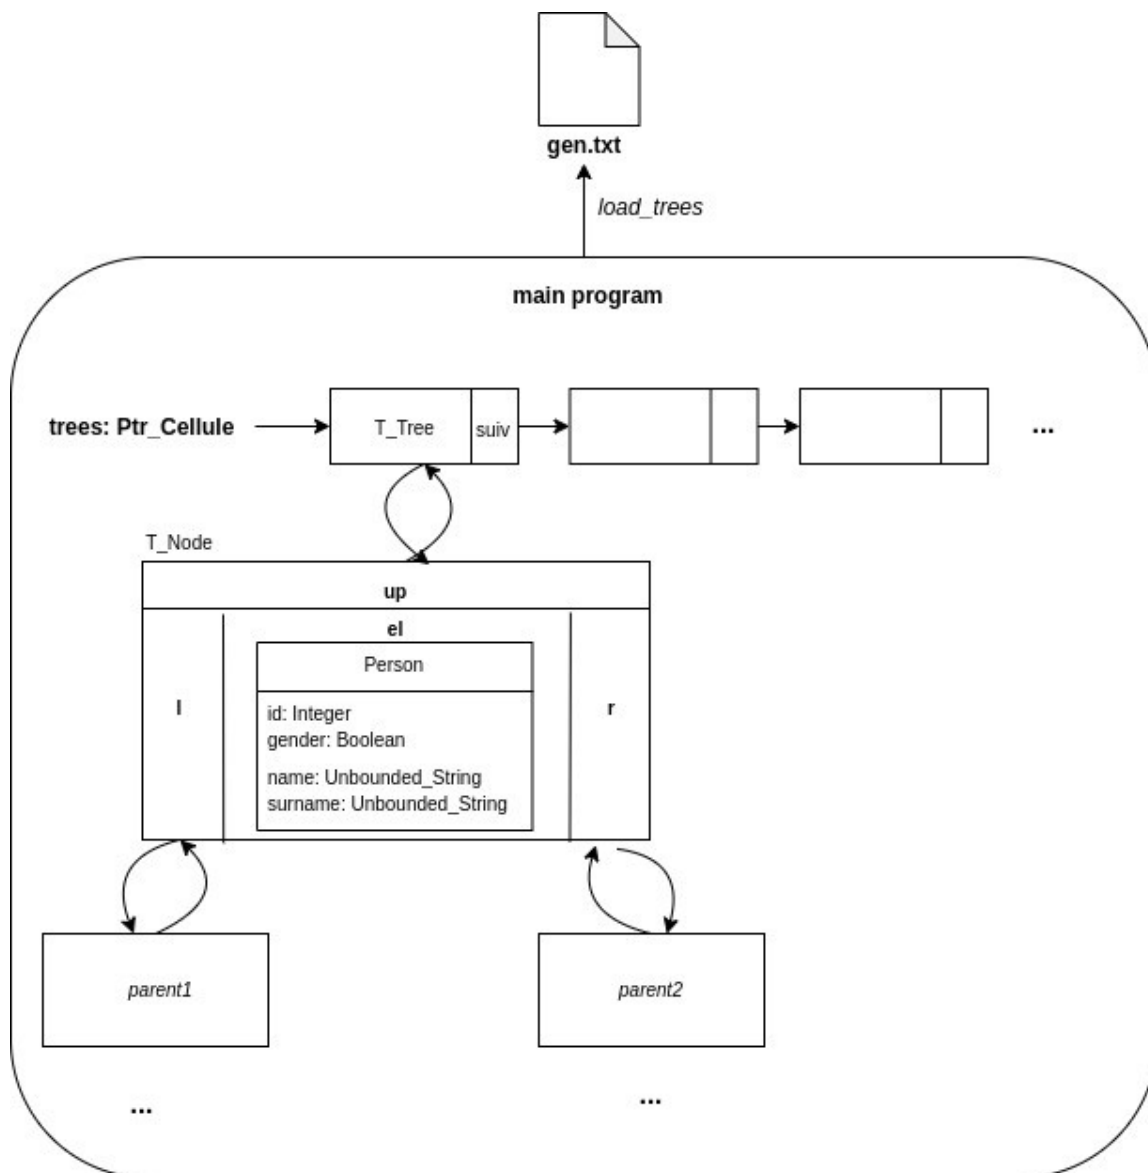 gen.txt
load_trees
main program
trees: Ptr_Cellule
T_Tree
suiv
...
T_Node
up
el
Person
l
id: Integer
gender: Boolean
name: Unbounded_String
surname: Unbounded_String
r
parent1
parent2
...
...